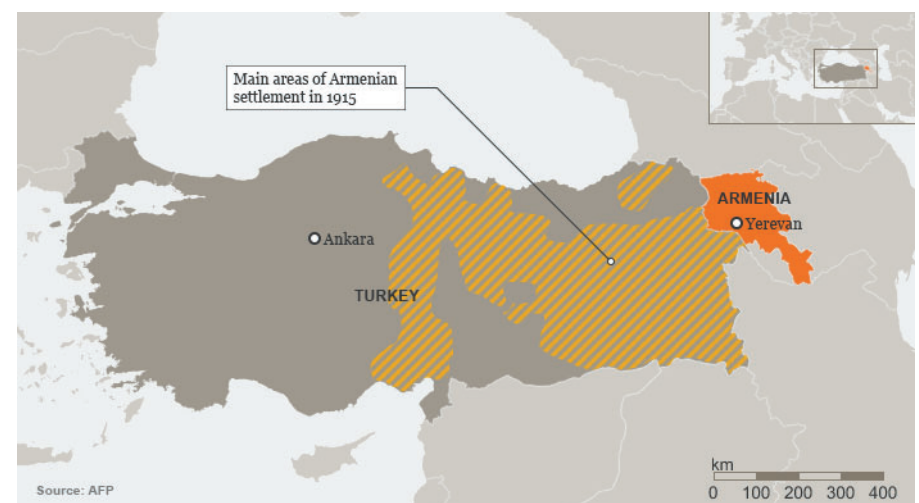 Main areas of Armenian
settlement in 1915
ARMENIA
Yerevan
Ankara
TURKEY
km
0 100 200 300 400
Source: AFP